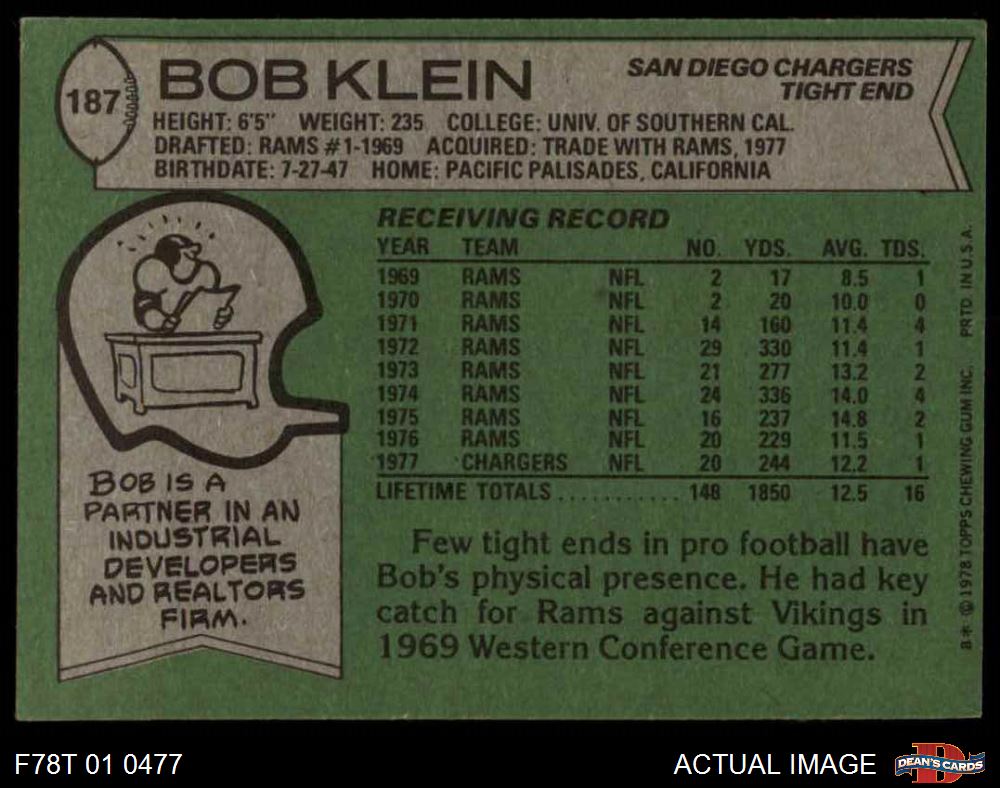 187
BOB KLEIN
SAN DIEGO CHARGERS
TIGHT END
HEIGHT: 6'5" WEIGHT: 235 COLLEGE: UNIV. OF SOUTHERN CAL.
DRAFTED: RAMS #1-1969 ACQUIRED: TRADE WITH RAMS, 1977
BIRTHDATE: 7-27-47 HOME: PACIFIC PALISADES, CALIFORNIA
RECEIVING RECORD
YEAR TEAM NO. YDS. AVG. TDS.
1969 RAMS NFL 2 17 8.5 1
1970 RAMS NFL 2 20 10.0 0
1971 RAMS NFL 14 160 11.4 4
1972 RAMS NFL 29 330 11.4 1
1973 RAMS NFL 21 277 13.2 2
1974 RAMS NFL 24 336 14.0 4
1975 RAMS NFL 16 237 14.8 2
1976 RAMS NFL 20 229 11.5 1
1977 CHARGERS NFL 20 244 12.2 1
LIFETIME TOTALS........... 148 1850 12.5 16
BOB IS A
PARTNER IN AN
INDUSTRIAL
DEVELOPERS
AND REALTORS
FIRM.
Few tight ends in pro football have
Bob's physical presence. He had key
catch for Rams against Vikings in
1969 Western Conference Game.
a** © 1978 TOPPS CHEWING GUM INC. PRTD. IN U.S.A.
F78T 01 0477
ACTUAL IMAGE
DEAN'S CARDS